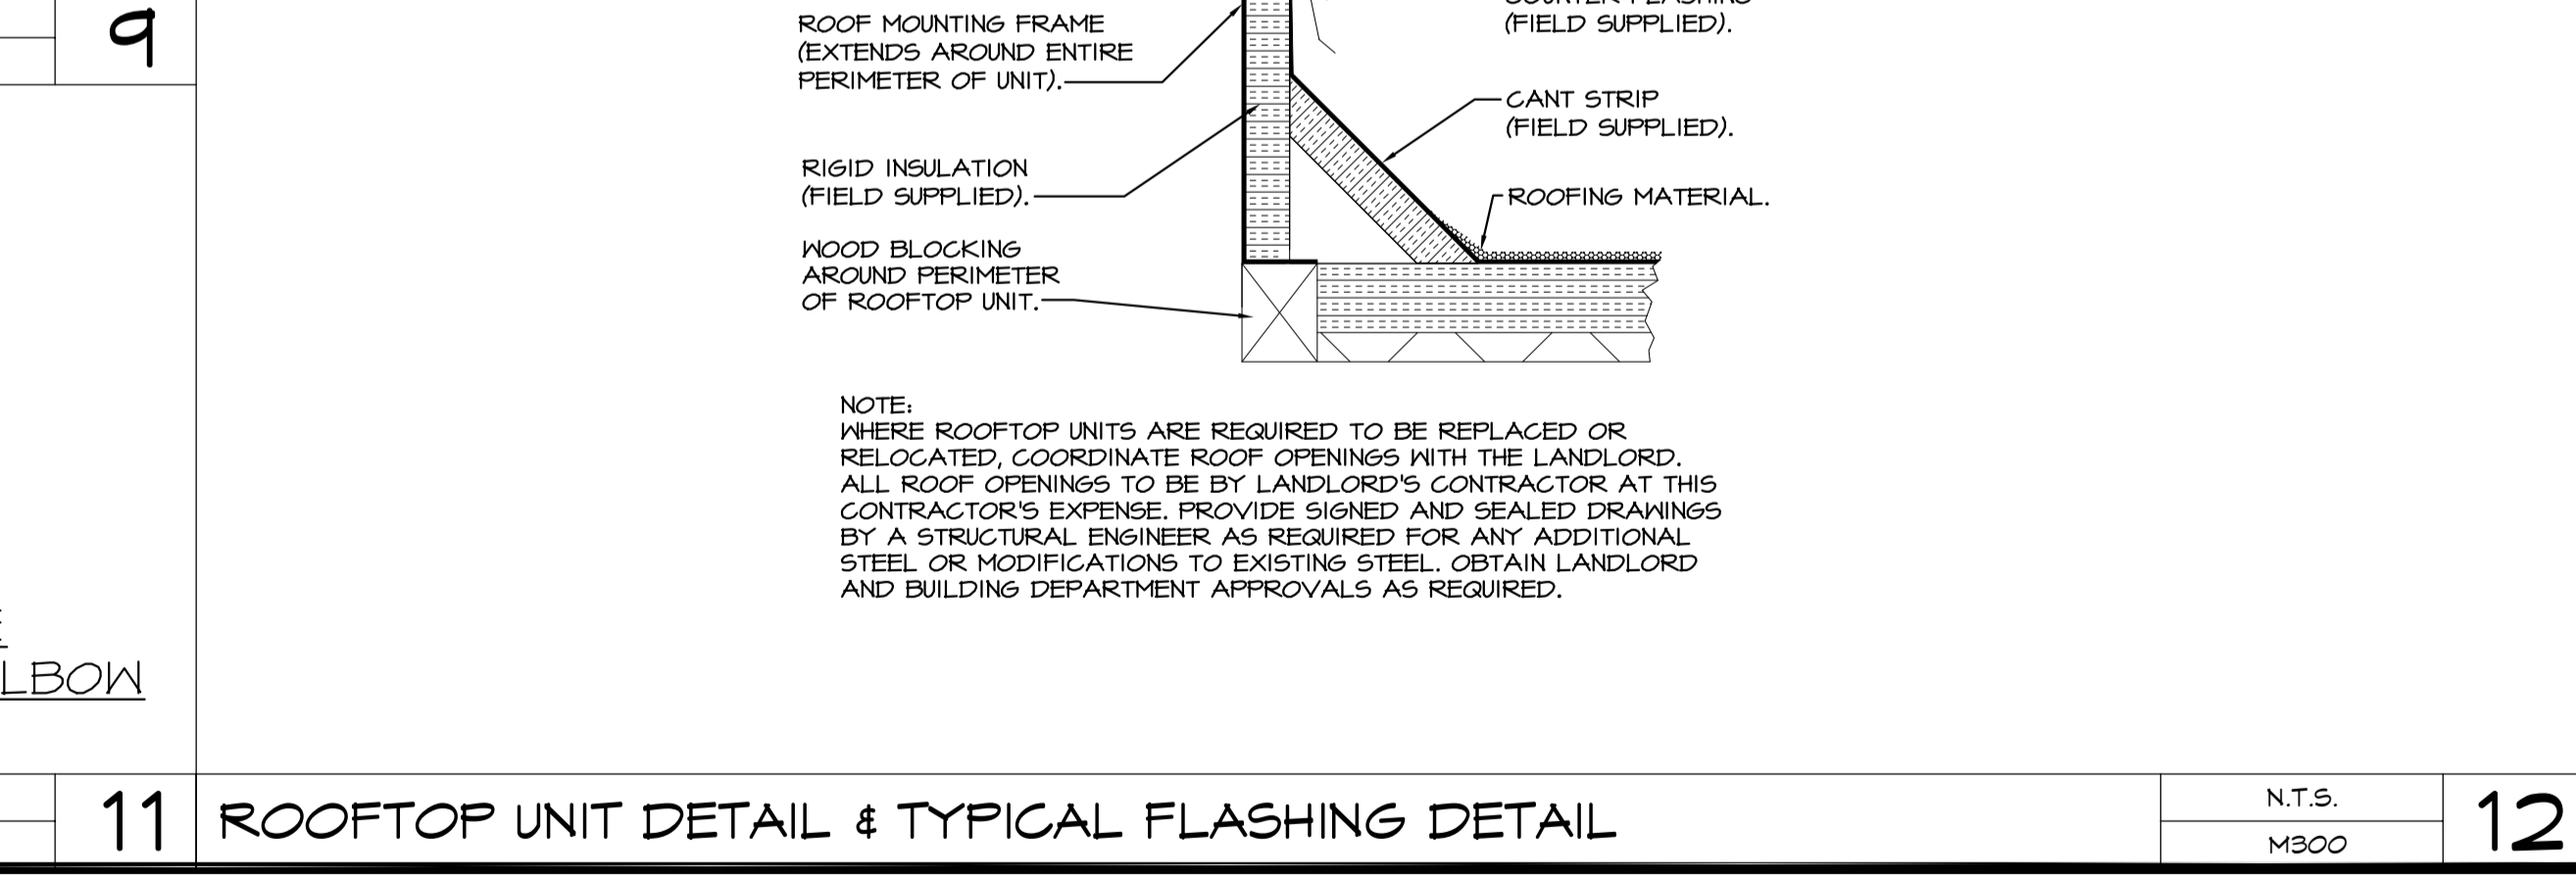 9
ROOF MOUNTING FRAME
(EXTENDS AROUND ENTIRE
PERIMETER OF UNIT).
RIGID INSULATION
(FIELD SUPPLIED).
WOOD BLOCKING
AROUND PERIMETER
OF ROOFTOP UNIT.
(FIELD SUPPLIED).
CANT STRIP
(FIELD SUPPLIED).
ROOFING MATERIAL.
NOTE:
WHERE ROOFTOP UNITS ARE REQUIRED TO BE REPLACED OR
RELOCATED, COORDINATE ROOF OPENINGS WITH THE LANDLORD.
ALL ROOF OPENINGS TO BE BY LANDLORD'S CONTRACTOR AT THIS
CONTRACTOR'S EXPENSE. PROVIDE SIGNED AND SEALED DRAWINGS
BY A STRUCTURAL ENGINEER AS REQUIRED FOR ANY ADDITIONAL
STEEL OR MODIFICATIONS TO EXISTING STEEL. OBTAIN LANDLORD
AND BUILDING DEPARTMENT APPROVALS AS REQUIRED.
LBOW
11
ROOFTOP UNIT DETAIL & TYPICAL FLASHING DETAIL
N.T.S.
M300
12